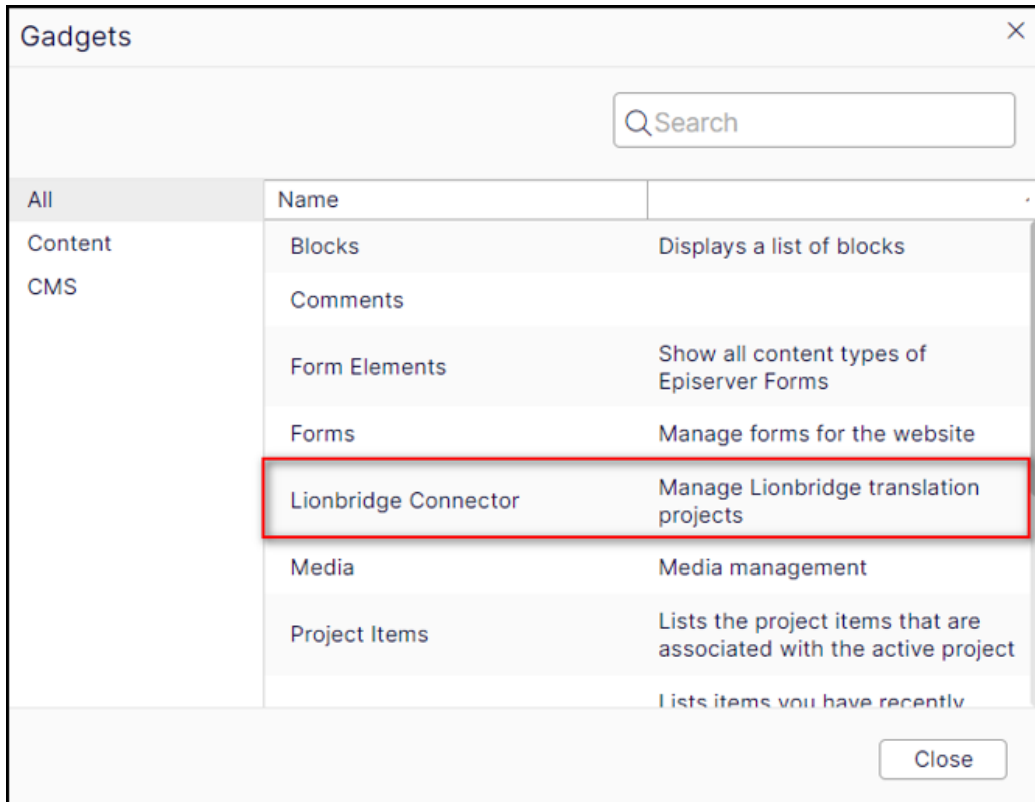 Gadgets
Search
All
Name
Content
Blocks
Displays a list of blocks
CMS
Comments
Form Elements
Show all content types of
Episerver Forms
Forms
Manage forms for the website
Lionbridge Connector
Manage Lionbridge translation
projects
Media
Media management
Project Items
Lists the project items that are
associated with the active project
Lists items you have recently
Close